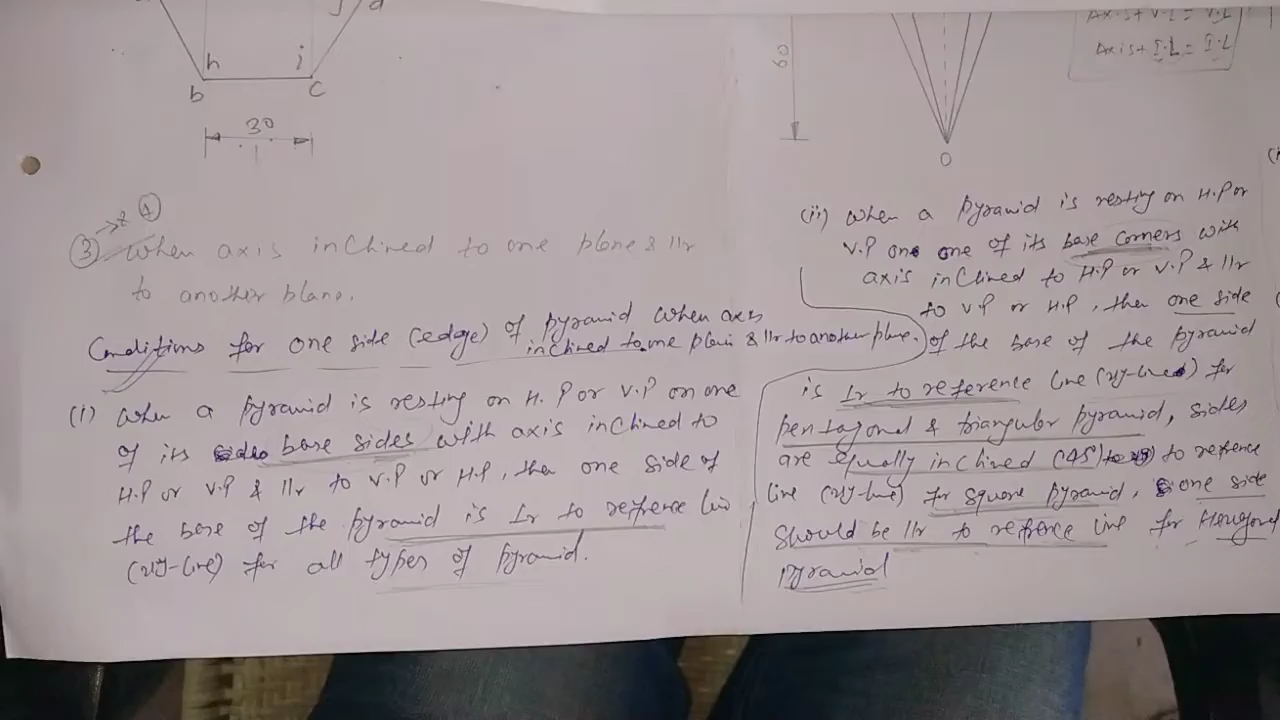 j d
h i
b c
30
60
O
Axis + V.L = V.L
Axis + I.L = I.L
4
③ When axis inclined to one plane & llr
to another plane.
Conditions for one side (edge) of pyramid when axis
inclined to one plane & llr to another plane.
(i) When a pyramid is resting on H.P or V.P on one
of its base sides with axis inclined to
H.P or V.P & llr to V.P or H.P, then one side of
the base of the pyramid is Lr to reference line
(xy-line) for all types of pyramid.
(ii) When a pyramid is resting on H.P or
V.P on one of its base corners with
axis inclined to H.P or V.P & llr
to V.P or H.P, then one side
of the base of the pyramid
is Lr to reference line (xy-line) for
pentagonal & triangular pyramid, sides
are equally inclined (45°) to refrence
line (xy-line) for square pyramid, one side
should be llr to refrence line for Hexagonal
pyramid